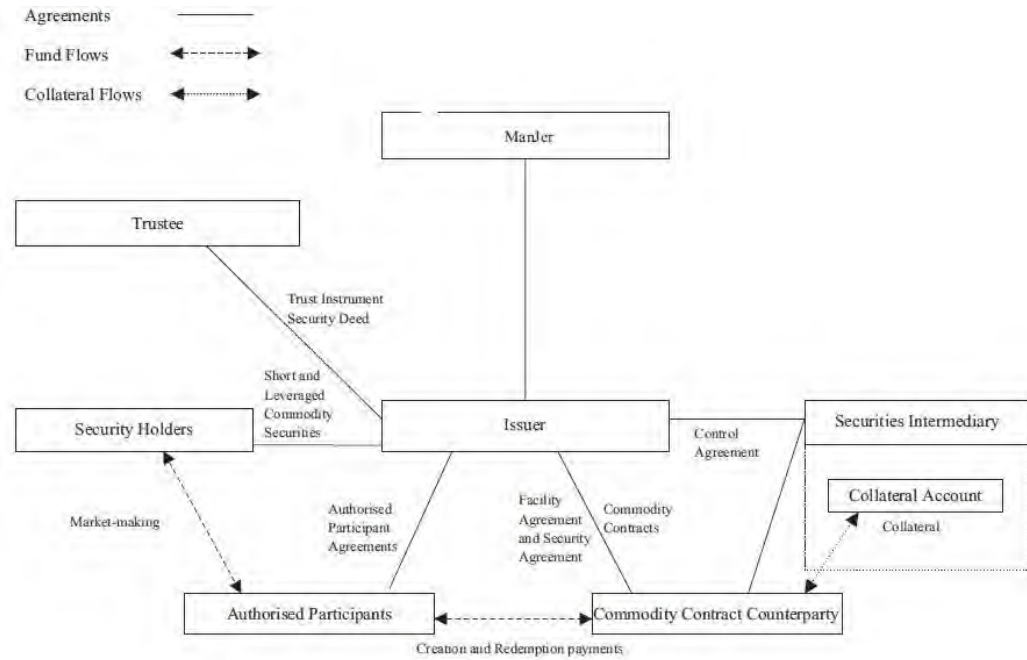 Agreements
Fund Flows
Collateral Flows
ManJer
Trustee
Trust Instrument
Security Deed
Short and
Leveraged
Commodity
Securities
Security Holders
Issuer
Securities Intermediary
Control
Agreement
Collateral Account
Collateral
Market-making
Authorised
Participant
Agreements
Facility
Agreement
and Security
Agreement
Commodity
Contracts
Authorised Participants
Commodity Contract Counterparty
Creation and Redemption payments